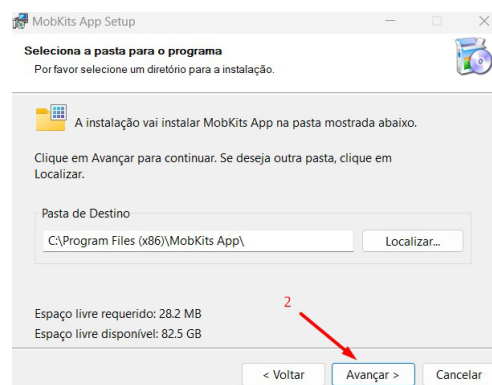 MobKits App Setup
Seleciona a pasta para o programa
Por favor selecione um diretório para a instalação.
A instalação vai instalar MobKits App na pasta mostrada abaixo.
Clique em Avançar para continuar. Se deseja outra pasta, clique em
Localizar.
Pasta de Destino
C:\Program Files (x86)\MobKits App\
Localizar...
Espaço livre requerido: 28.2 MB
Espaço livre disponível: 82.5 GB
2
< Voltar
Avançar >
Cancelar